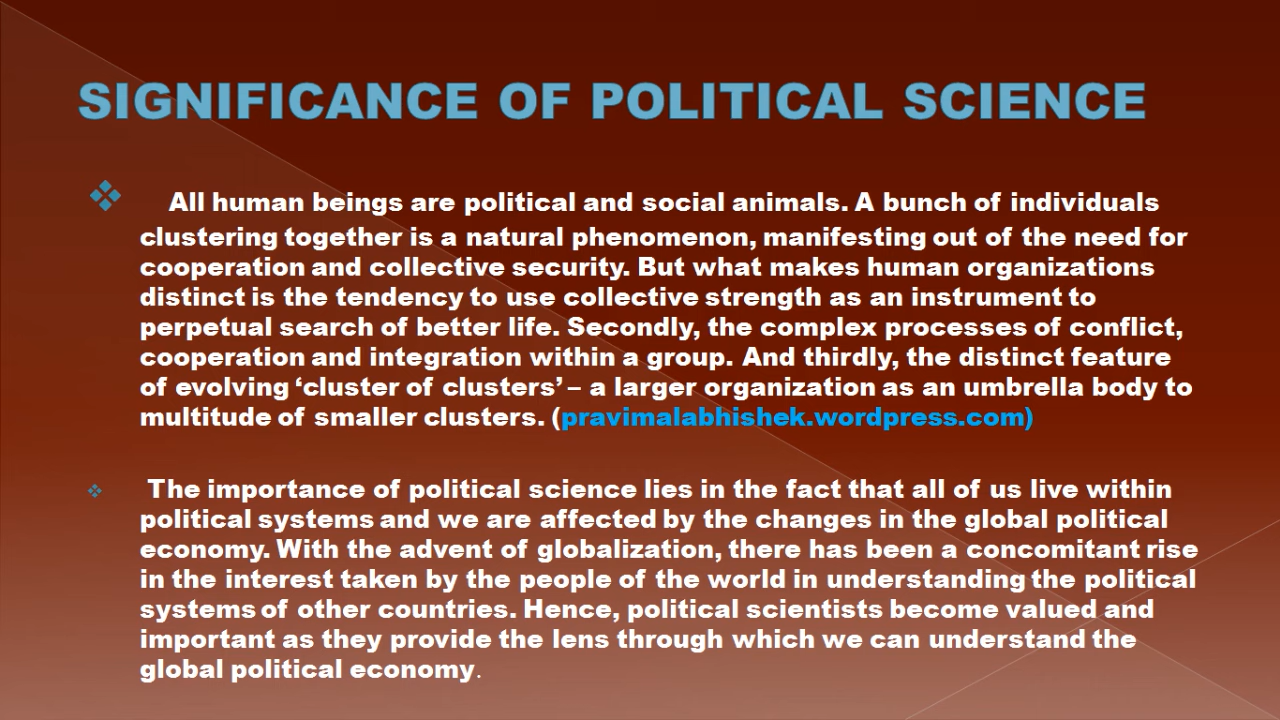 SIGNIFICANCE OF POLITICAL SCIENCE
❖ All human beings are political and social animals. A bunch of individuals
clustering together is a natural phenomenon, manifesting out of the need for
cooperation and collective security. But what makes human organizations
distinct is the tendency to use collective strength as an instrument to
perpetual search of better life. Secondly, the complex processes of conflict,
cooperation and integration within a group. And thirdly, the distinct feature
of evolving ‘cluster of clusters’ – a larger organization as an umbrella body to
multitude of smaller clusters. (pravimalabhishek.wordpress.com)
❖ The importance of political science lies in the fact that all of us live within
political systems and we are affected by the changes in the global political
economy. With the advent of globalization, there has been a concomitant rise
in the interest taken by the people of the world in understanding the political
systems of other countries. Hence, political scientists become valued and
important as they provide the lens through which we can understand the
global political economy.